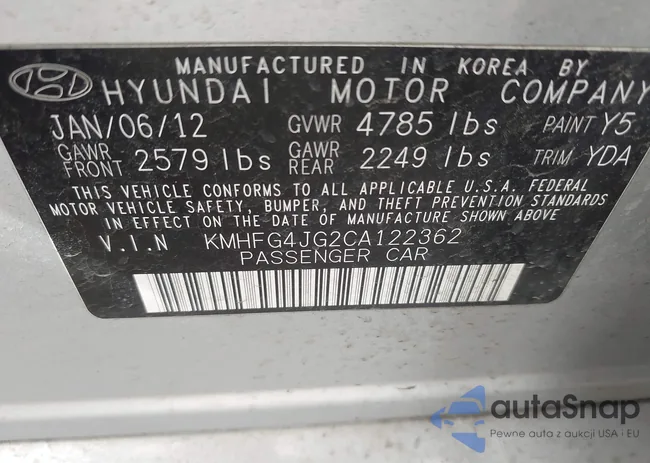 MANUFACTURED IN KOREA BY
HYUNDAI MOTOR COMPANY
JAN/06/12 GVWR 4785 lbs PAINT Y5
GAWR FRONT 2579 lbs GAWR REAR 2249 lbs TRIM YDA
THIS VEHICLE CONFORMS TO ALL APPLICABLE U.S.A. FEDERAL
MOTOR VEHICLE SAFETY, BUMPER, AND THEFT PREVENTION STANDARDS
IN EFFECT ON THE DATE OF MANUFACTURE SHOWN ABOVE
V.I.N KMHFG4JG2CA122362
PASSENGER CAR
autaSnap
Pewne auta z aukcji USA • EU